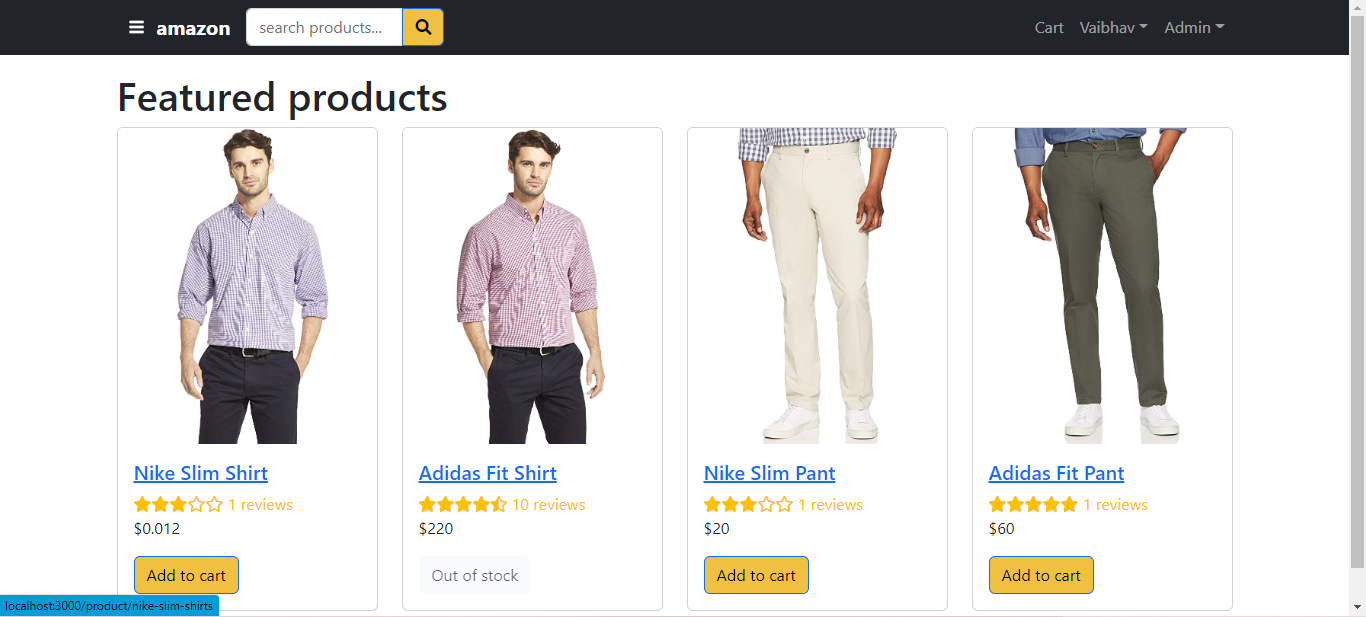 amazon search products... Cart Vaibhav Admin
Featured products
Nike Slim Shirt
1 reviews
$0.012
Add to cart
Adidas Fit Shirt
10 reviews
$220
Out of stock
Nike Slim Pant
1 reviews
$20
Add to cart
Adidas Fit Pant
1 reviews
$60
Add to cart
localhost:3000/product/nike-slim-shirts